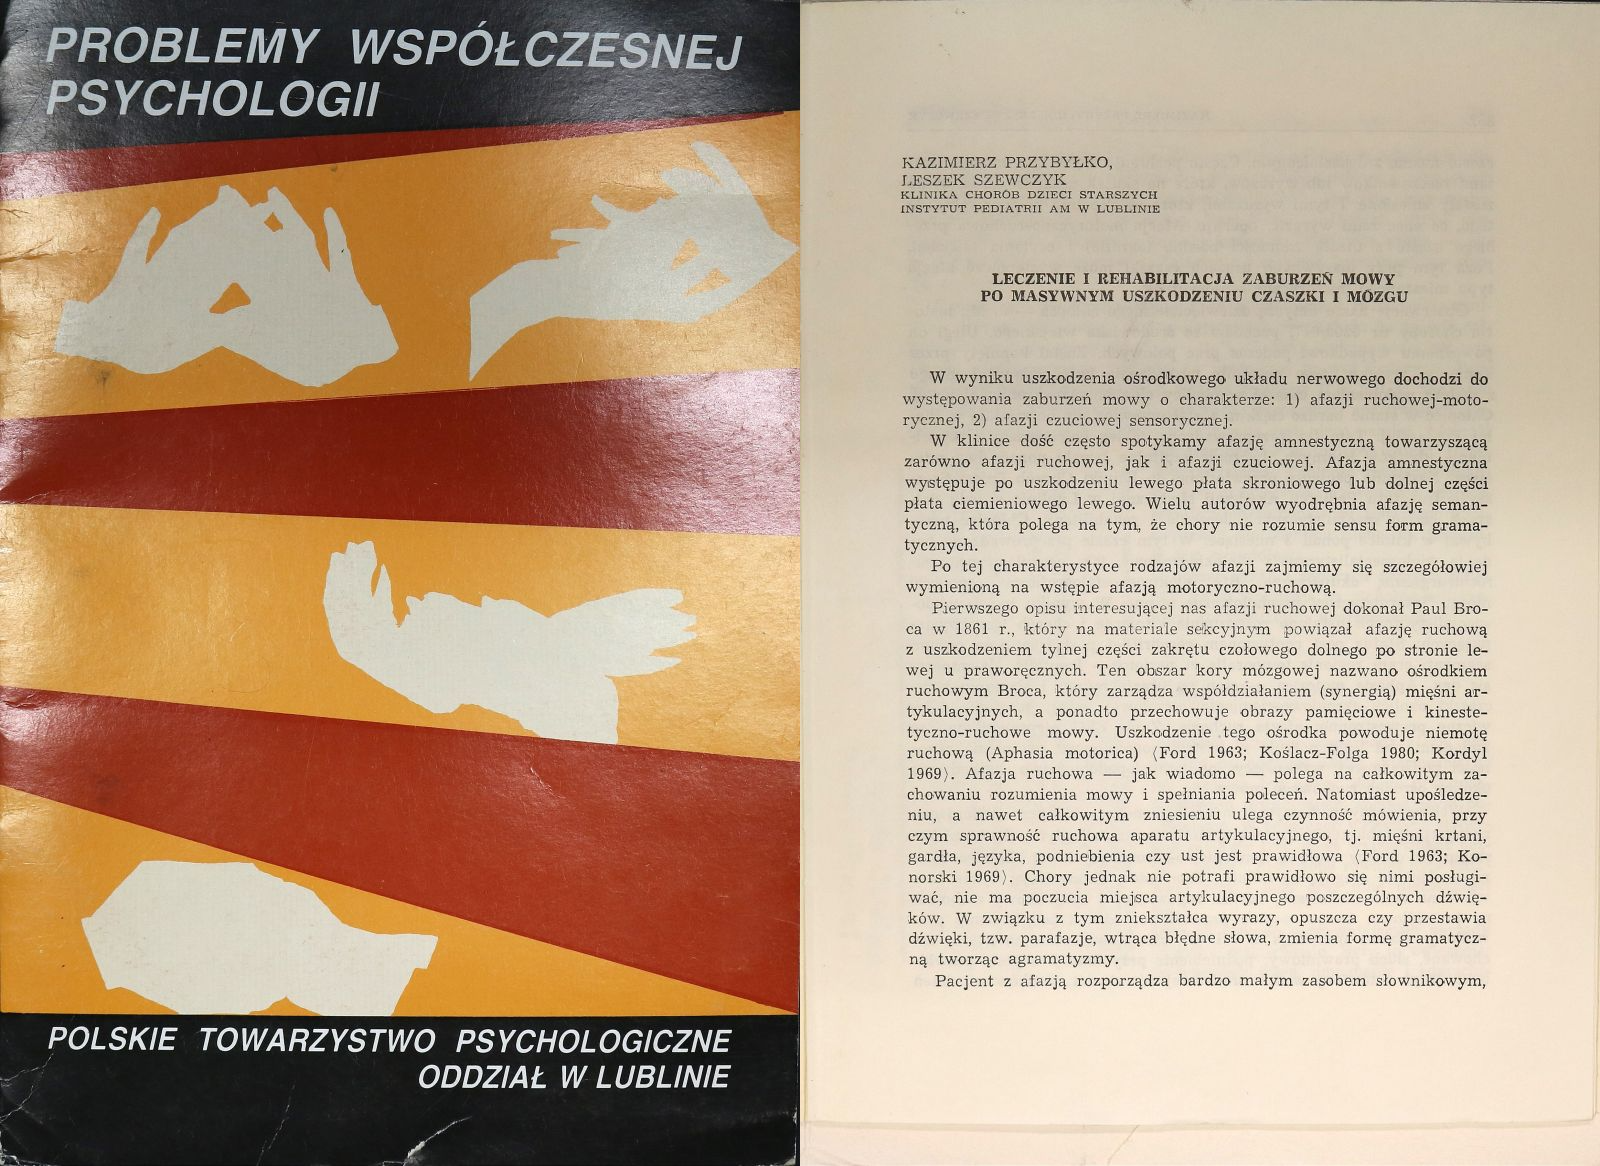 PROBLEMY WSPÓŁCZESNEJ
PSYCHOLOGII
POLSKIE TOWARZYSTWO PSYCHOLOGICZNE
ODDZIAŁ W LUBLINIE
KAZIMIERZ PRZYBYŁKO,
LESZEK SZEWCZYK
KLINIKA CHORÓB DZIECI STARSZYCH
INSTYTUT PEDIATRII AM W LUBLINIE
LECZENIE I REHABILITACJA ZABURZEŃ MOWY
PO MASYWNYM USZKODZENIU CZASZKI I MÓZGU
W wyniku uszkodzenia ośrodkowego układu nerwowego dochodzi do
występowania zaburzeń mowy o charakterze: 1) afazji ruchowej-moto-
rycznej, 2) afazji czuciowej sensorycznej.
W klinice dość często spotykamy afazję amnestyczną towarzyszącą
zarówno afazji ruchowej, jak i afazji czuciowej. Afazja amnestyczna
występuje po uszkodzeniu lewego płata skroniowego lub dolnej części
płata ciemieniowego lewego. Wielu autorów wyodrębnia afazję seman-
tyczną, która polega na tym, że chory nie rozumie sensu form grama-
tycznych.
Po tej charakterystyce rodzajów afazji zajmiemy się szczegółowiej
wymienioną na wstępie afazją motoryczno-ruchową.
Pierwszego opisu interesującej nas afazji ruchowej dokonał Paul Bro-
ca w 1861 r., który na materiale sekcyjnym powiązał afazję ruchową
z uszkodzeniem tylnej części zakrętu czołowego dolnego po stronie le-
wej u praworęcznych. Ten obszar kory mózgowej nazwano ośrodkiem
ruchowym Broca, który zarządza współdziałaniem (synergią) mięśni ar-
tykulacyjnych, a ponadto przechowuje obrazy pamięciowe i kineste-
tyczno-ruchowe mowy. Uszkodzenie tego ośrodka powoduje niemotę
ruchową (Aphasia motorica) (Ford 1963; Koślacz-Folga 1980; Kordyl
1969). Afazja ruchowa — jak wiadomo — polega na całkowitym za-
chowaniu rozumienia mowy i spełniania poleceń. Natomiast upośledze-
niu, a nawet całkowitym zniesieniu ulega czynność mówienia, przy
czym sprawność ruchowa aparatu artykulacyjnego, tj. mięśni krtani,
gardła, języka, podniebienia czy ust jest prawidłowa (Ford 1963; Ko-
norski 1969). Chory jednak nie potrafi prawidłowo się nimi posługi-
wać, nie ma poczucia miejsca artykulacyjnego poszczególnych dźwię-
ków. W związku z tym zniekształca wyrazy, opuszcza czy przestawia
dźwięki, tzw. parafazje, wtrąca błędne słowa, zmienia formę gramatycz-
ną tworząc agramatyzmy.
Pacjent z afazją rozporządza bardzo małym zasobem słownikowym,